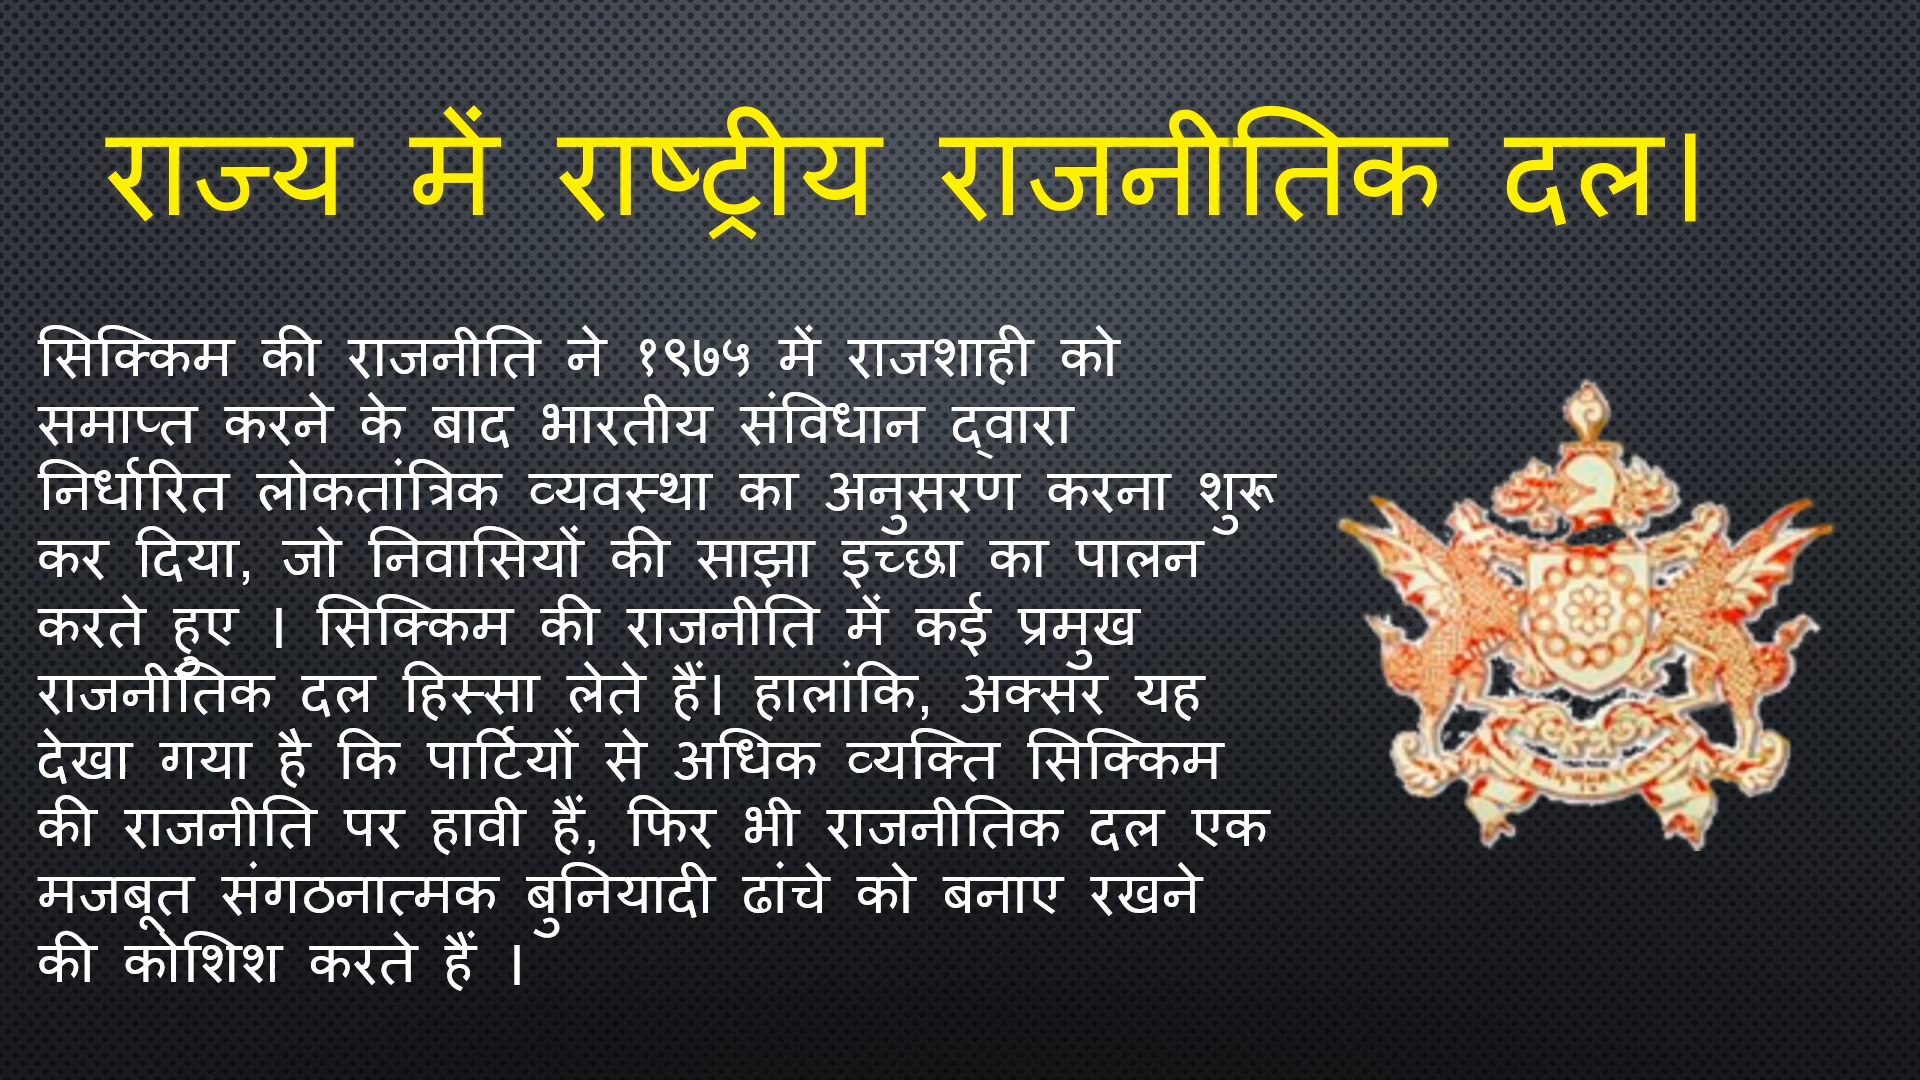 राज्य में राष्ट्रीय राजनीतिक दल।
सिक्किम की राजनीति ने १९७५ में राजशाही को
समाप्त करने के बाद भारतीय संविधान द्वारा
निर्धारित लोकतांत्रिक व्यवस्था का अनुसरण करना शुरू
कर दिया, जो निवासियों की साझा इच्छा का पालन
करते हुए । सिक्किम की राजनीति में कई प्रमुख
राजनीतिक दल हिस्सा लेते हैं। हालांकि, अक्सर यह
देखा गया है कि पार्टियों से अधिक व्यक्ति सिक्किम
की राजनीति पर हावी हैं, फिर भी राजनीतिक दल एक
मजबूत संगठनात्मक बुनियादी ढांचे को बनाए रखने
की कोशिश करते हैं ।